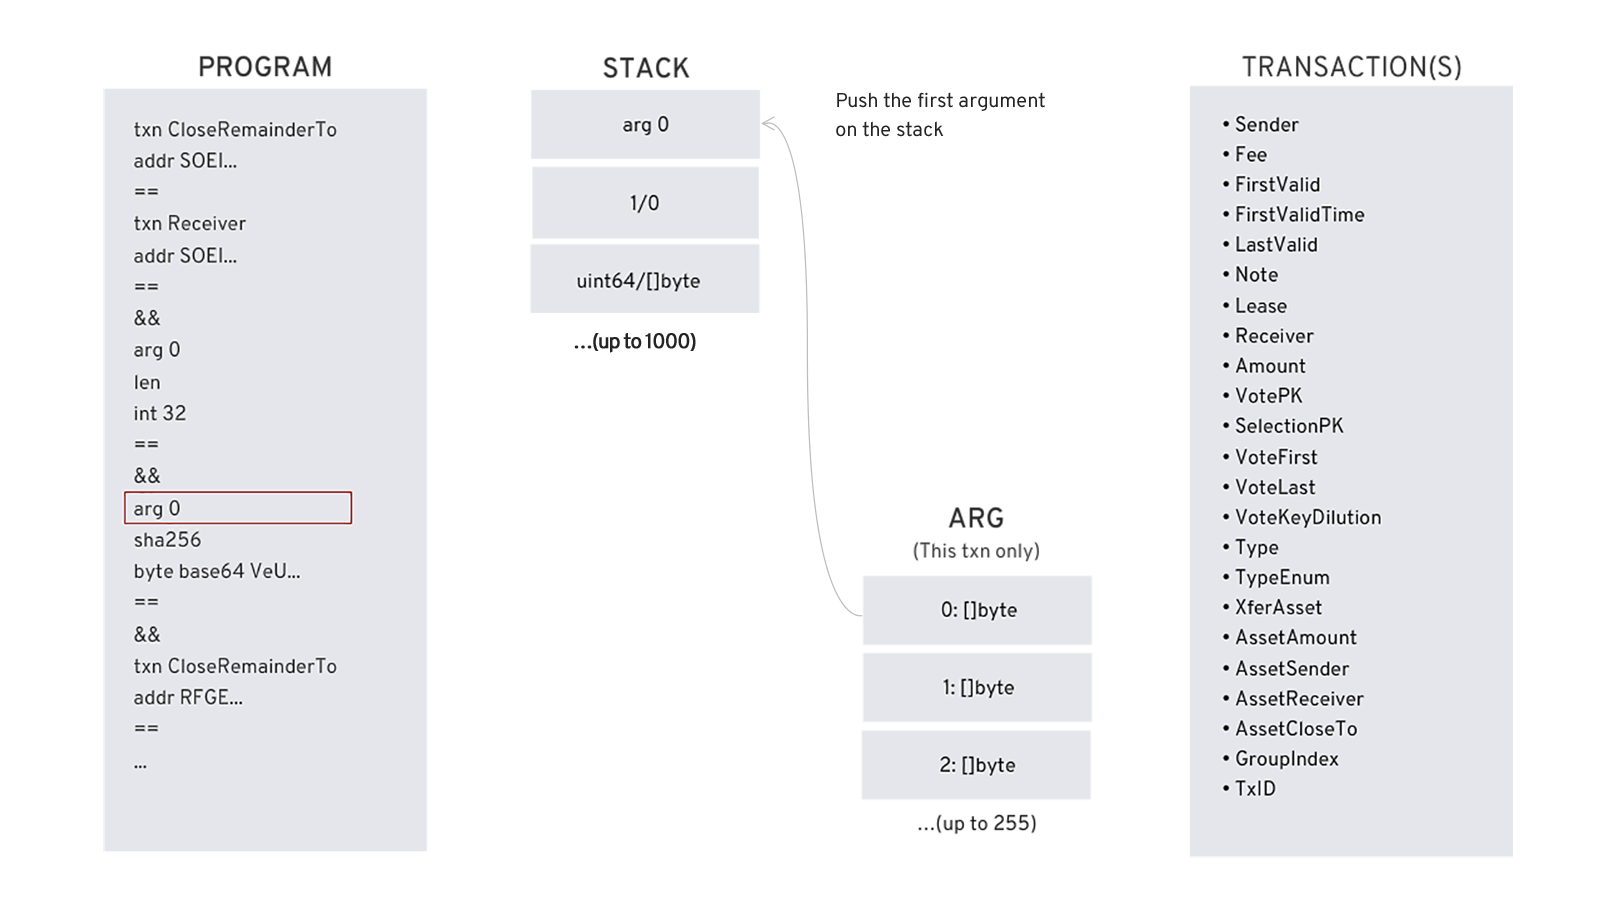 PROGRAM
txn CloseRemainderTo
addr SOEI...
==
txn Receiver
addr SOEI...
==
&&
arg 0
len
int 32
==
&&
arg 0
sha256
byte base64 VeU...
==
&&
txn CloseRemainderTo
addr RFGE...
==
...
STACK
arg 0
1/0
uint64/[]byte
...(up to 1000)
Push the first argument
on the stack
ARG
(This txn only)
0: []byte
1: []byte
2: []byte
...(up to 255)
TRANSACTION(S)
• Sender
• Fee
• FirstValid
• FirstValidTime
• LastValid
• Note
• Lease
• Receiver
• Amount
• VotePK
• SelectionPK
• VoteFirst
• VoteLast
• VoteKeyDilution
• Type
• TypeEnum
• XferAsset
• AssetAmount
• AssetSender
• AssetReceiver
• AssetCloseTo
• GroupIndex
• TxID